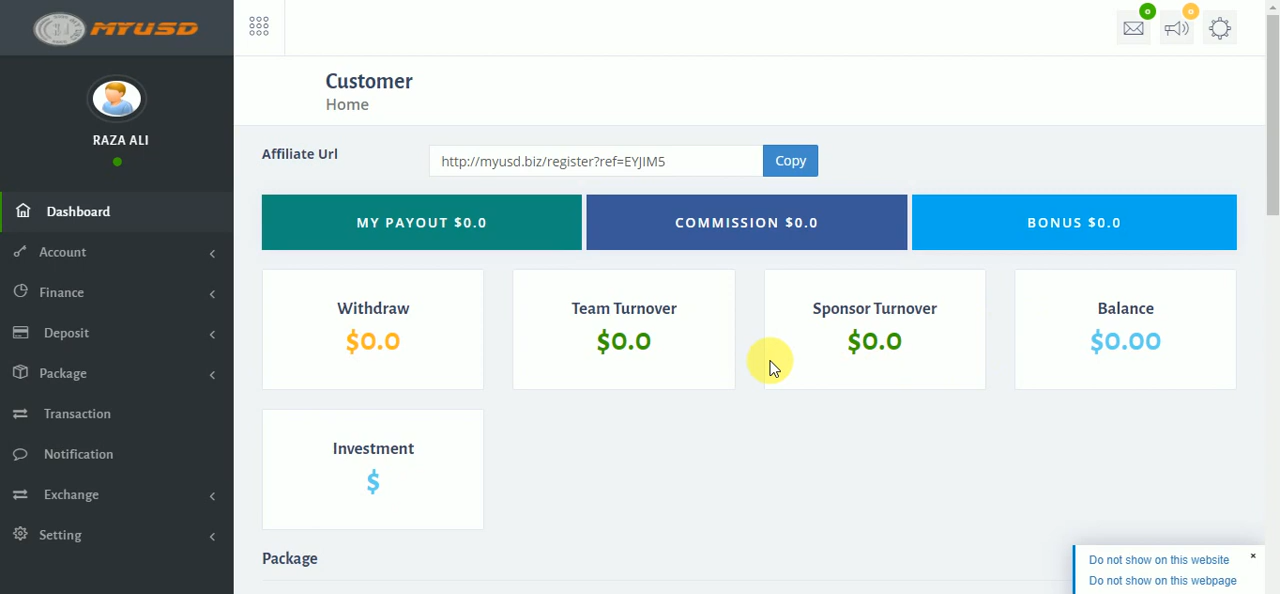 MYUSD
RAZA ALI
Dashboard
Account
Finance
Deposit
Package
Transaction
Notification
Exchange
Setting
0
0
Customer
Home
Affiliate Url
http://myusd.biz/register?ref=EYJIM5
Copy
MY PAYOUT $0.0
COMMISSION $0.0
BONUS $0.0
Withdraw
$0.0
Team Turnover
$0.0
Sponsor Turnover
$0.0
Balance
$0.00
Investment
$
Package
Do not show on this website
×
Do not show on this webpage